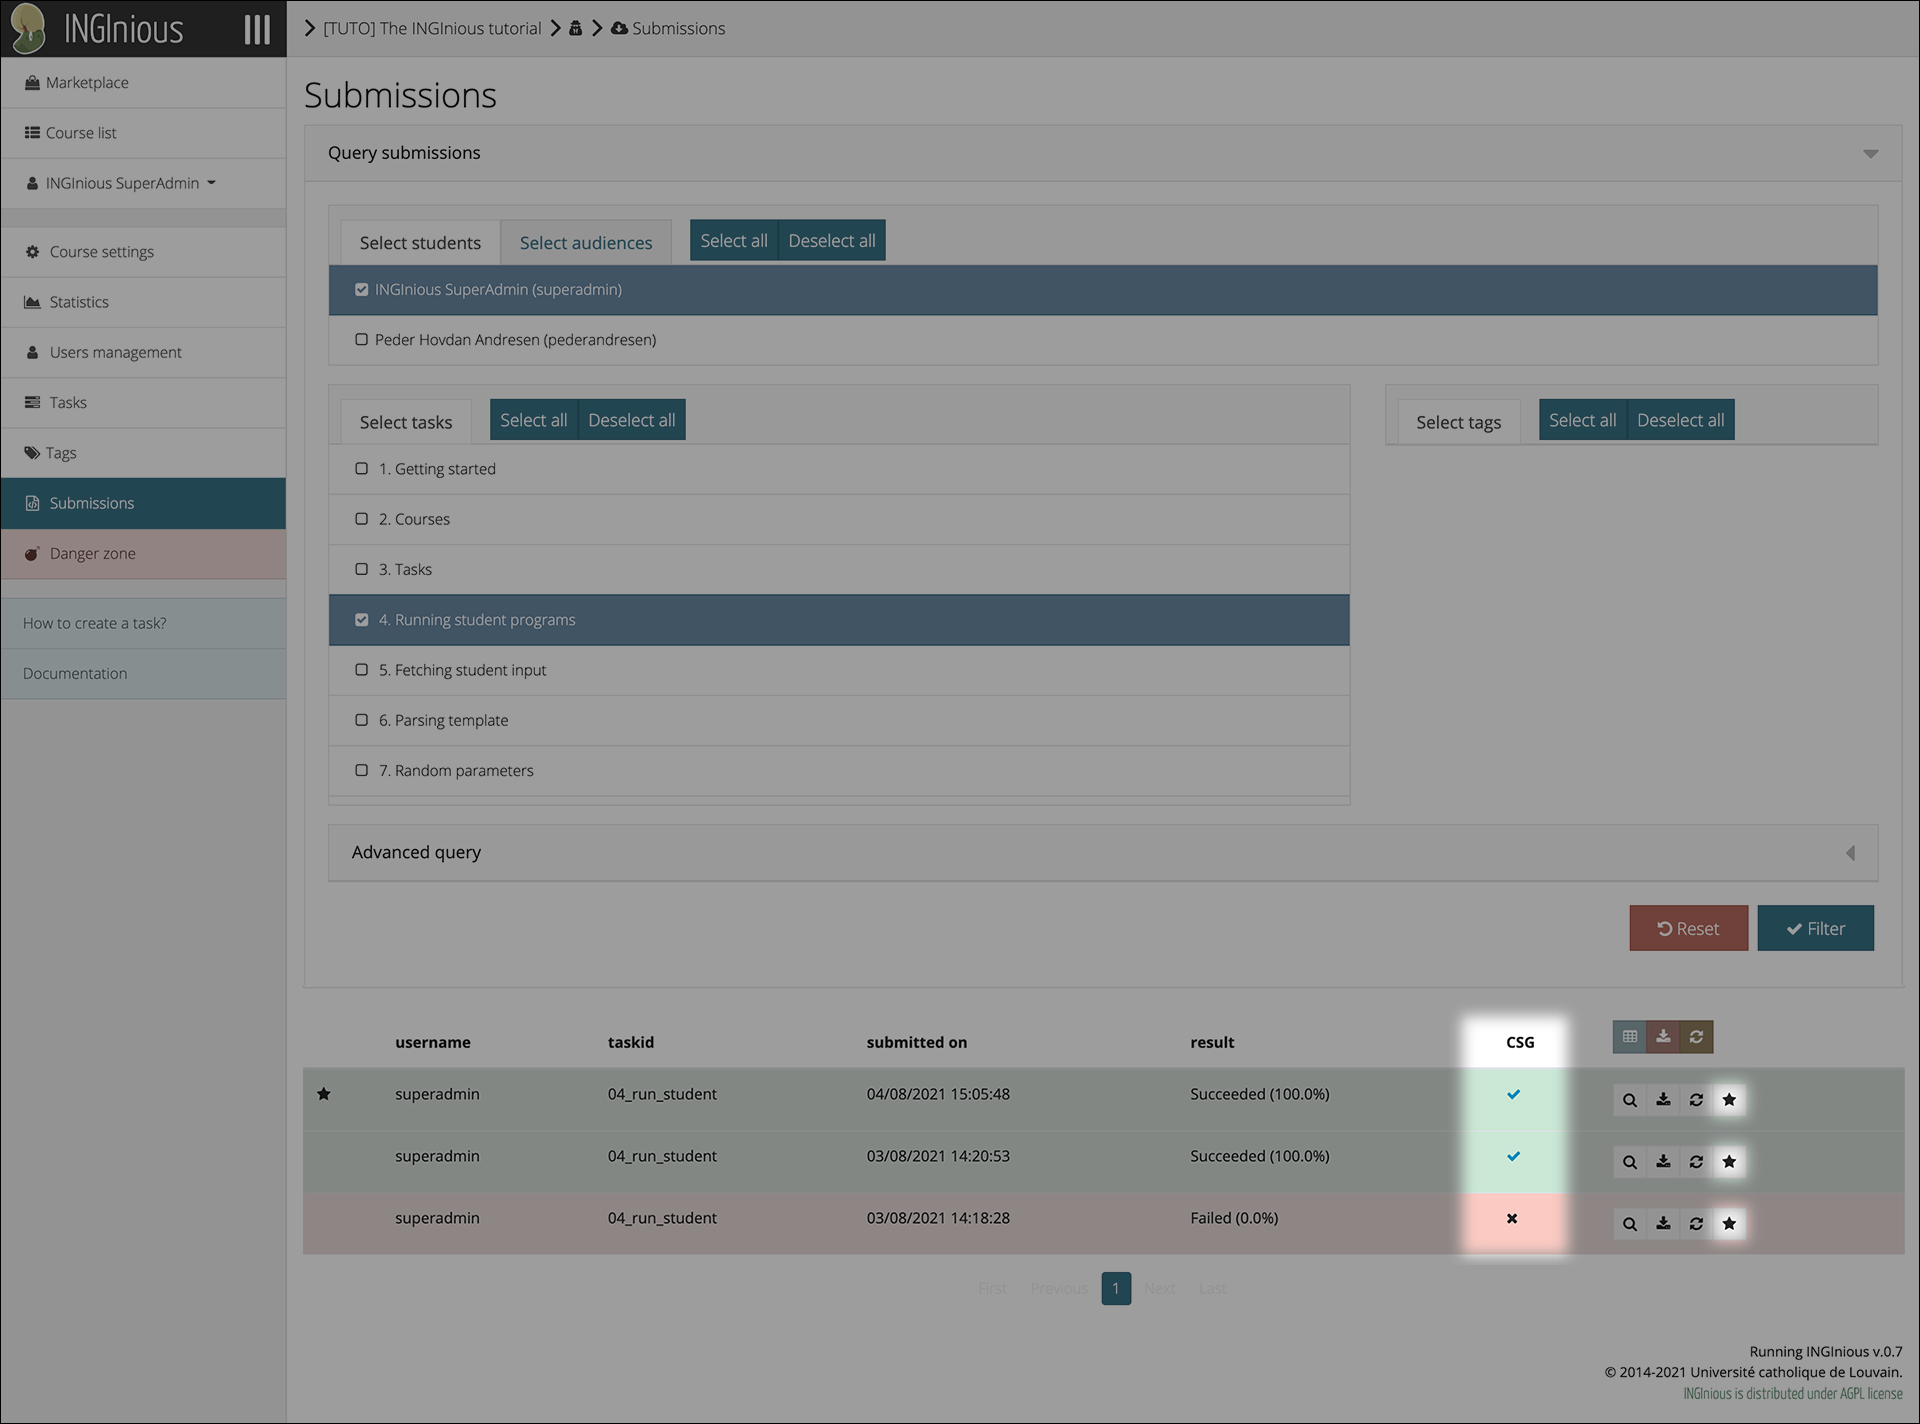 INGInious
[TUTO] The INGInious tutorial Submissions
Marketplace
Course list
INGInious SuperAdmin
Course settings
Statistics
Users management
Tasks
Tags
Submissions
Danger zone
How to create a task?
Documentation
Submissions
Query submissions
Select students Select audiences Select all Deselect all
INGInious SuperAdmin (superadmin)
Peder Hovdan Andresen (pederandresen)
Select tasks Select all Deselect all
1. Getting started
2. Courses
3. Tasks
4. Running student programs
5. Fetching student input
6. Parsing template
7. Random parameters
Select tags Select all Deselect all
Advanced query
Reset Filter
username taskid submitted on result CSG
superadmin 04_run_student 04/08/2021 15:05:48 Succeeded (100.0%)
superadmin 04_run_student 03/08/2021 14:20:53 Succeeded (100.0%)
superadmin 04_run_student 03/08/2021 14:18:28 Failed (0.0%)
First Previous 1 Next Last
Running INGInious v.0.7
© 2014-2021 Université catholique de Louvain.
INGInious is distributed under AGPL license